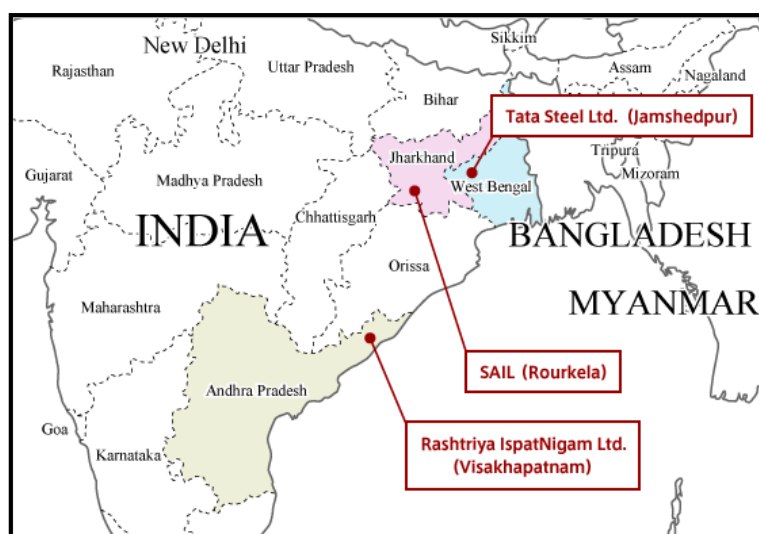 New Delhi
Sikkim
Rajasthan
Uttar Pradesh
Assam
Nagaland
Bihar
Tata Steel Ltd. (Jamshedpur)
Gujarat
Madhya Pradesh
Jharkhand
Tripura
Mizoram
West Bengal
Chhattisgarh
INDIA
BANGLADESH
Orissa
Maharashtra
MYANMAR
SAIL (Rourkela)
Andhra Pradesh
Goa
Karnataka
Rashtriya IspatNigam Ltd.
(Visakhapatnam)